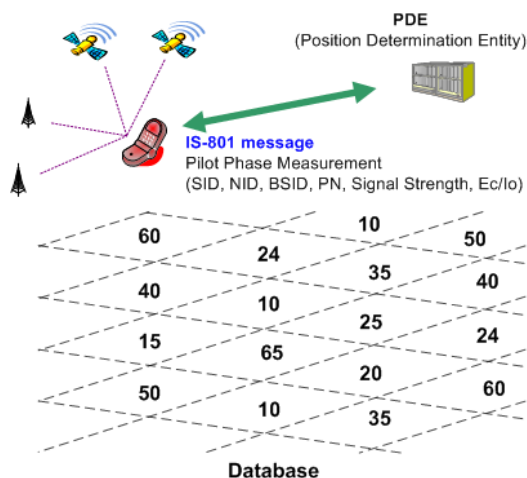 PDE
(Position Determination Entity)
IS-801 message
Pilot Phase Measurement
(SID, NID, BSID, PN, Signal Strength, Ec/Io)
10
60
50
24
35
40
40
10
25
15
24
65
20
50
60
10
35
Database